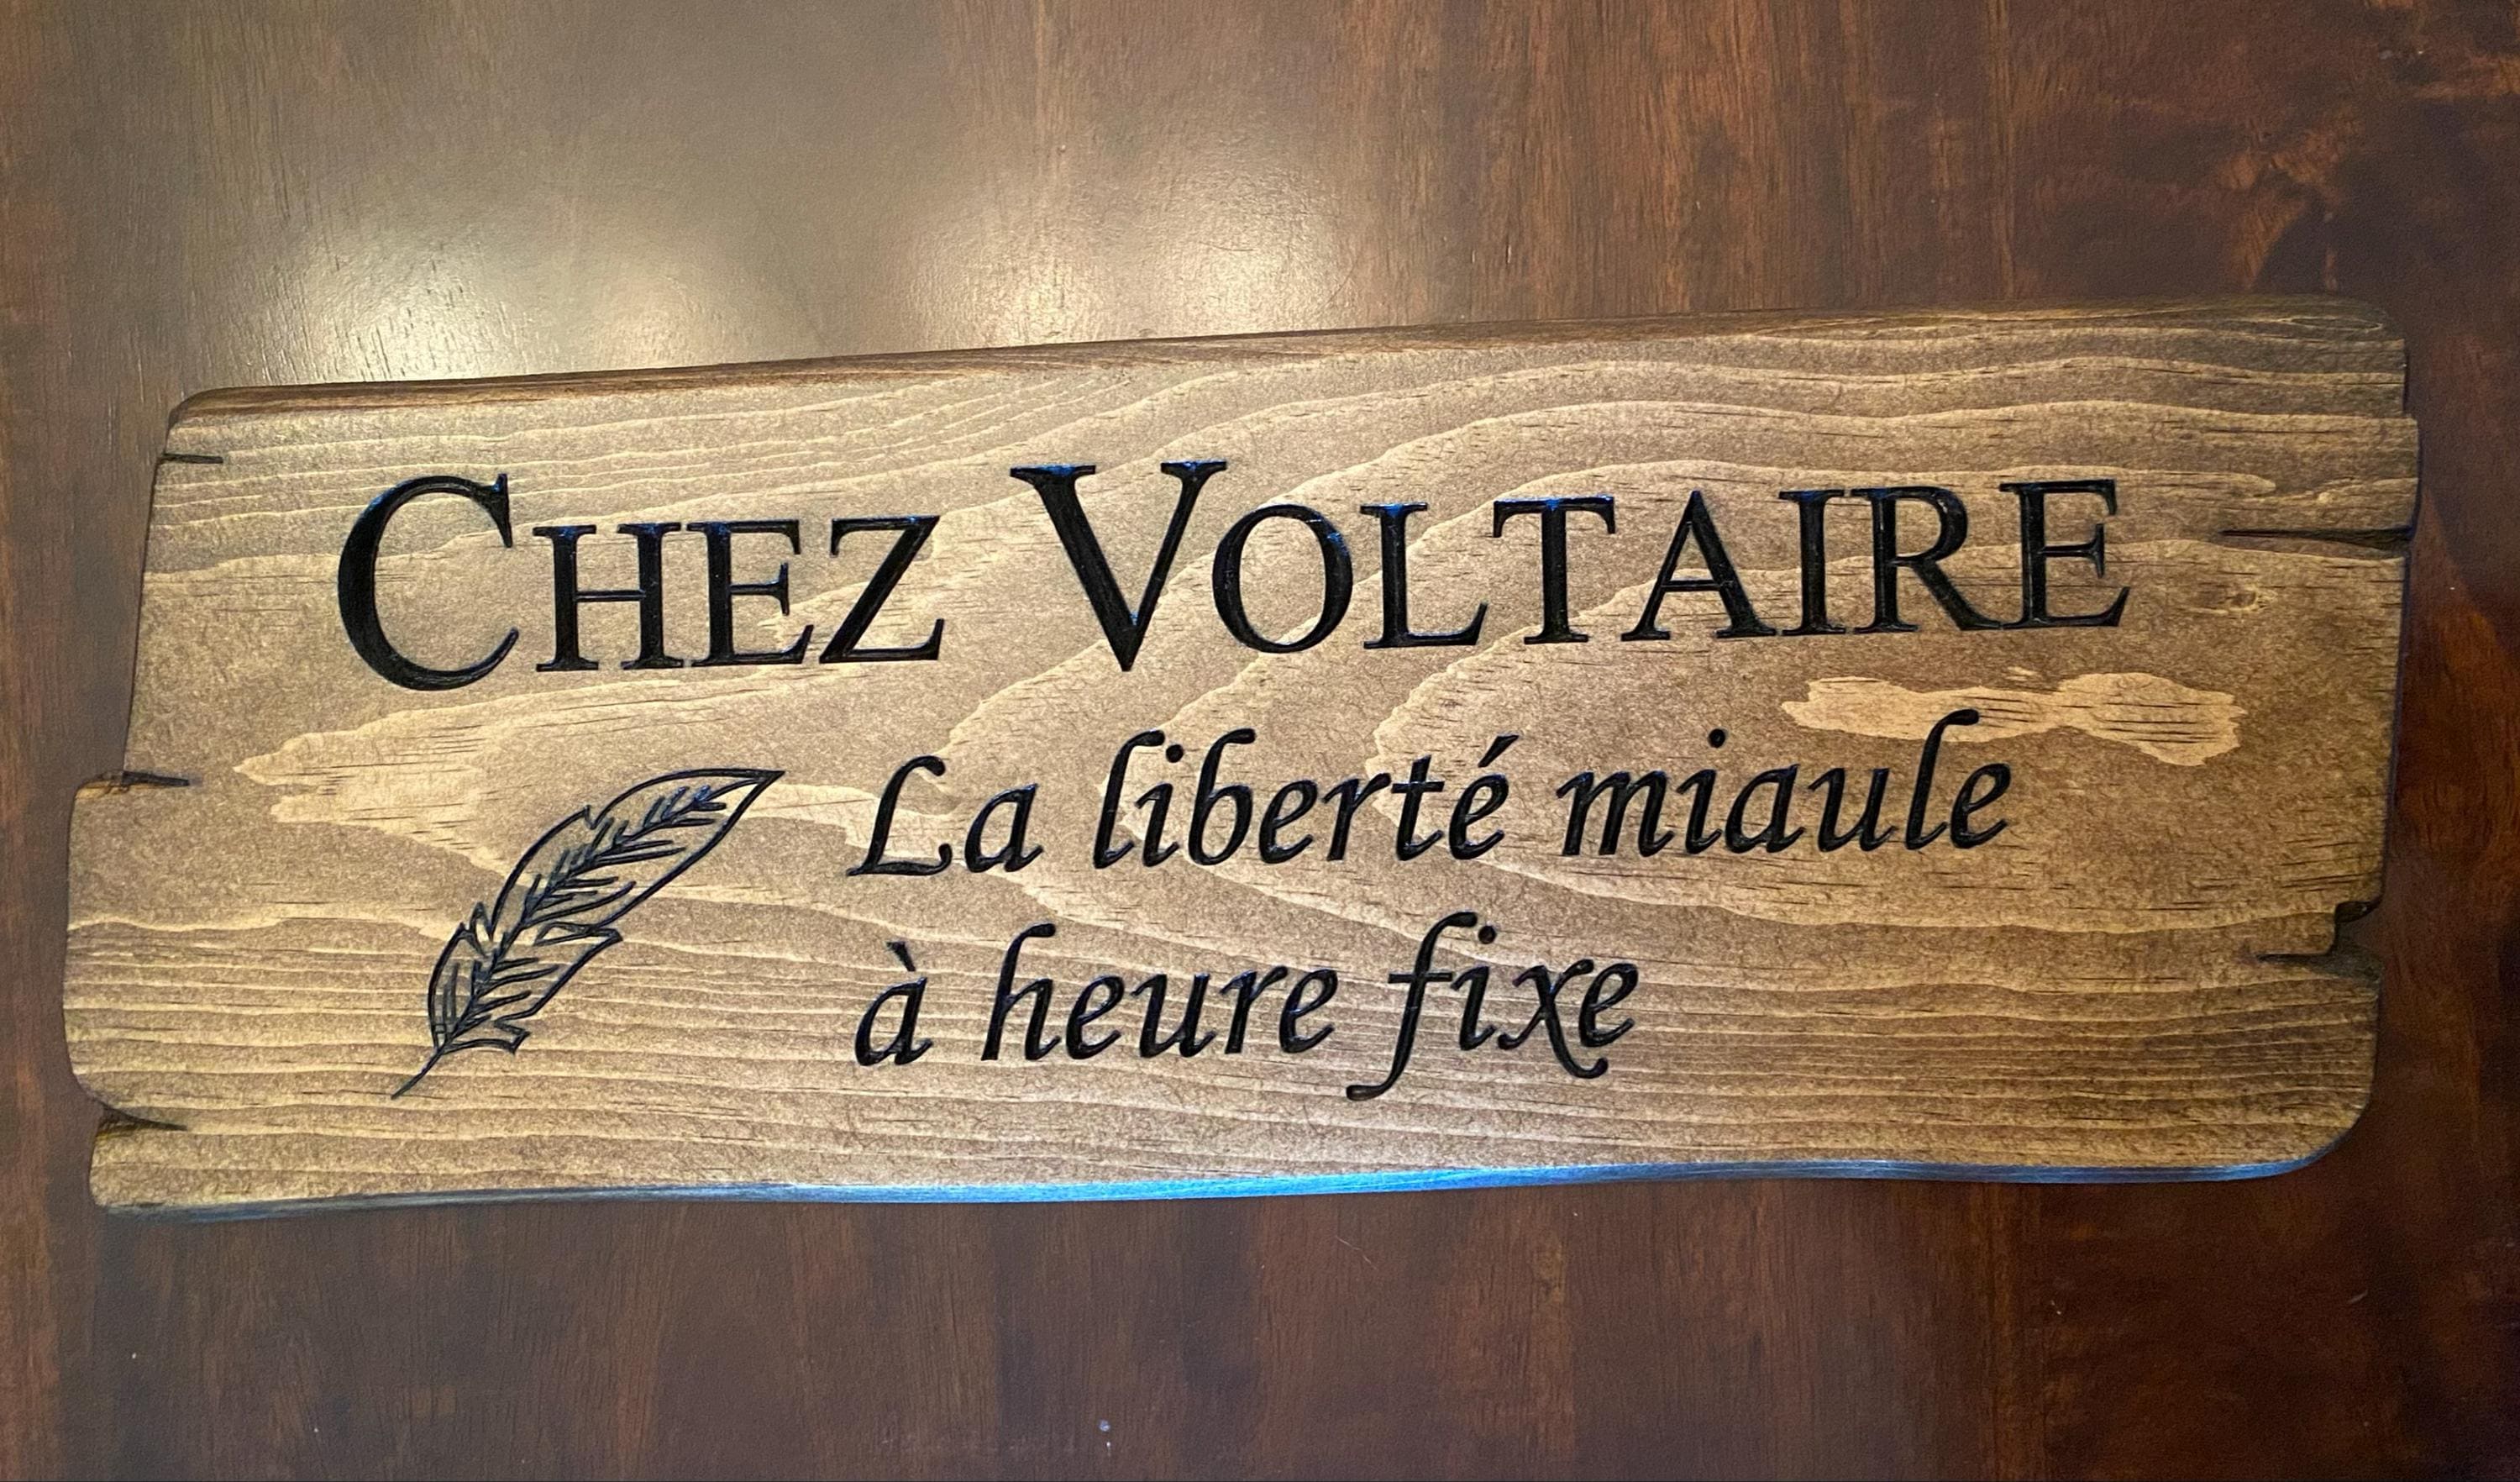 CHEZ VOLTAIRE
La liberté miaule
à heure fixe